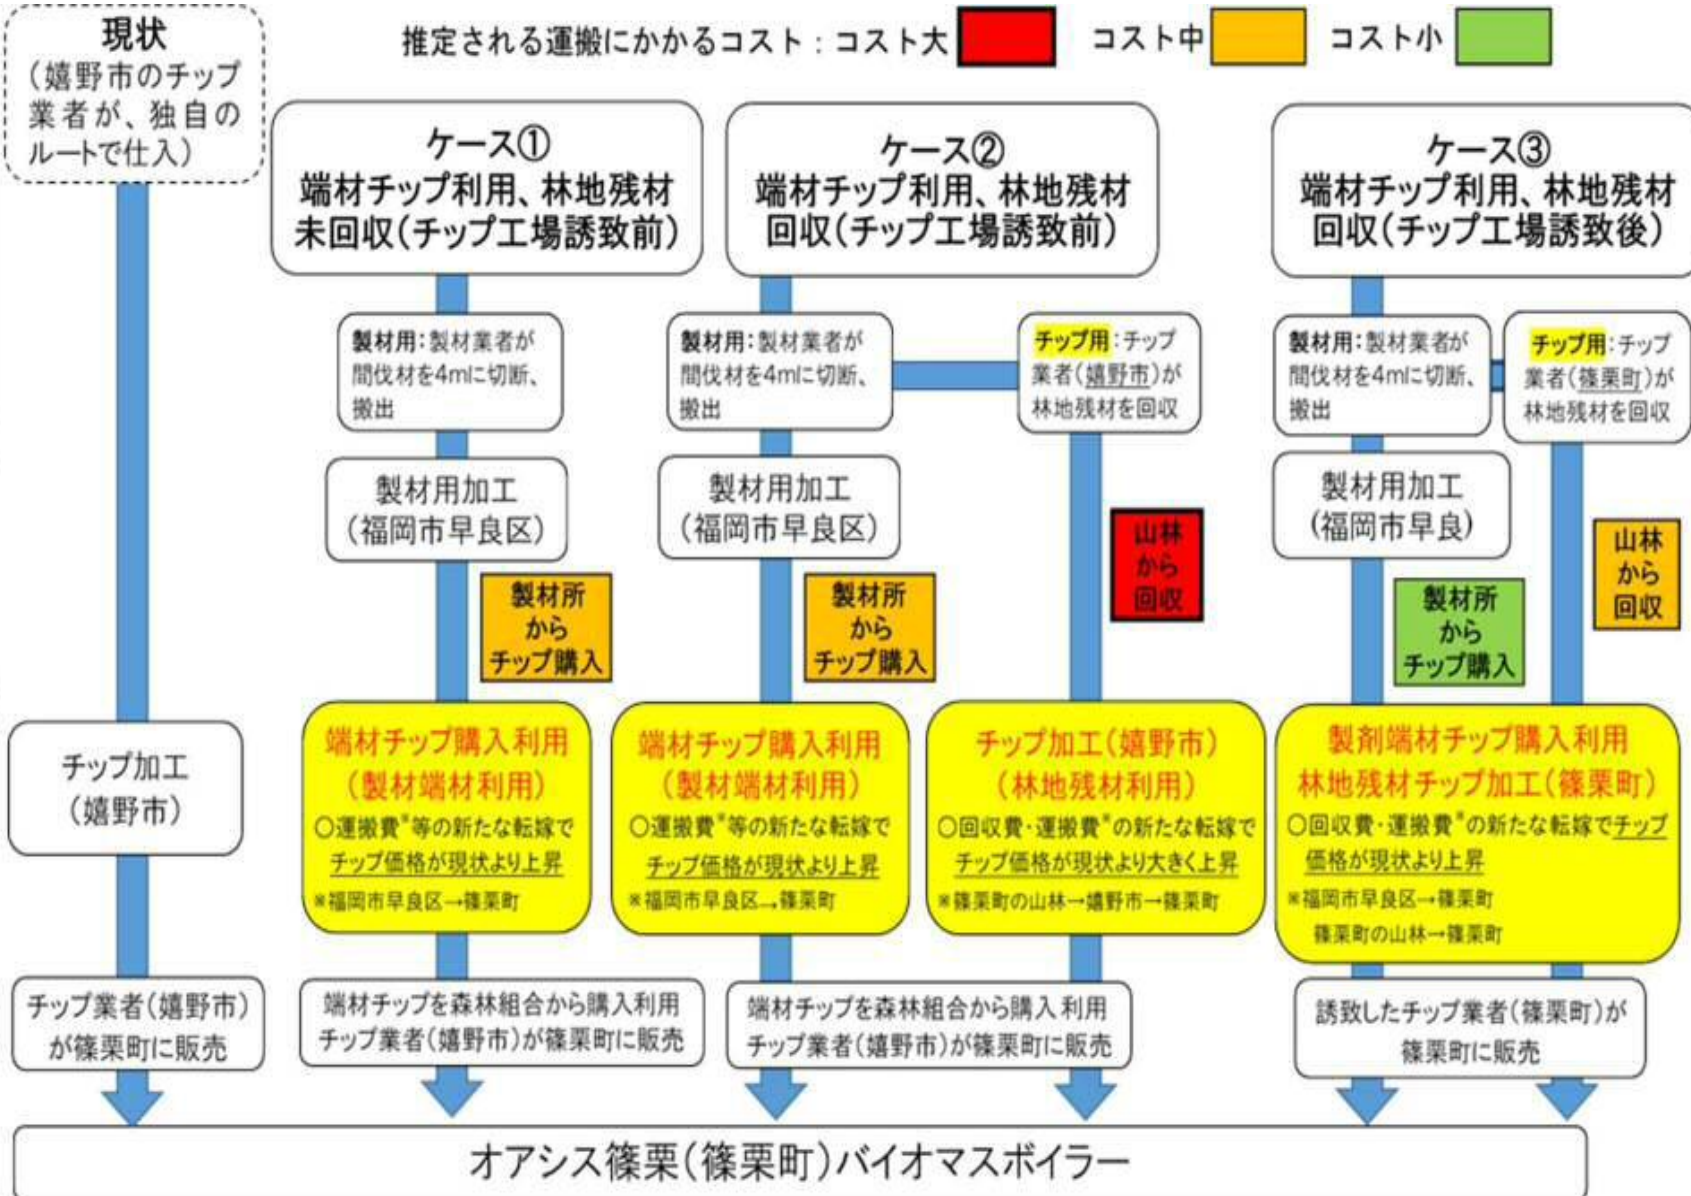 現状
(嬉野市のチップ
業者が、独自の
ルートで仕入)
推定される運搬にかかるコスト：コスト大
コスト中
コスト小
ケース①
端材チップ利用、林地残材
未回収(チップ工場誘致前)
ケース②
端材チップ利用、林地残材
回収(チップ工場誘致前)
ケース③
端材チップ利用、林地残材
回収(チップ工場誘致後)
製材用：製材業者が
間伐材を4mに切断、
搬出
製材用：製材業者が
間伐材を4mに切断、
搬出
チップ用：チップ
業者(嬉野市)が
林地残材を回収
製材用：製材業者が
間伐材を4mに切断、
搬出
チップ用：チップ
業者(篠栗町)が
林地残材を回収
製材用加工
(福岡市早良区)
製材用加工
(福岡市早良区)
製材用加工
(福岡市早良)
山林
から
回収
山林
から
回収
製材所
から
チップ購入
製材所
から
チップ購入
製材所
から
チップ購入
チップ加工
(嬉野市)
端材チップ購入利用
(製材端材利用)
○運搬費※等の新たな転嫁で
チップ価格が現状より上昇
※福岡市早良区→篠栗町
端材チップ購入利用
(製材端材利用)
○運搬費※等の新たな転嫁で
チップ価格が現状より上昇
※福岡市早良区→篠栗町
チップ加工(嬉野市)
(林地残材利用)
○回収費・運搬費※の新たな転嫁で
チップ価格が現状より大きく上昇
※篠栗町の山林→嬉野市→篠栗町
製剤端材チップ購入利用
林地残材チップ加工(篠栗町)
○回収費・運搬費※の新たな転嫁でチップ
価格が現状より上昇
※福岡市早良区→篠栗町
篠栗町の山林→篠栗町
チップ業者(嬉野市)
が篠栗町に販売
端材チップを森林組合から購入利用
チップ業者(嬉野市)が篠栗町に販売
端材チップを森林組合から購入利用
チップ業者(嬉野市)が篠栗町に販売
誘致したチップ業者(篠栗町)が
篠栗町に販売
オアシス篠栗(篠栗町)バイオマスボイラー